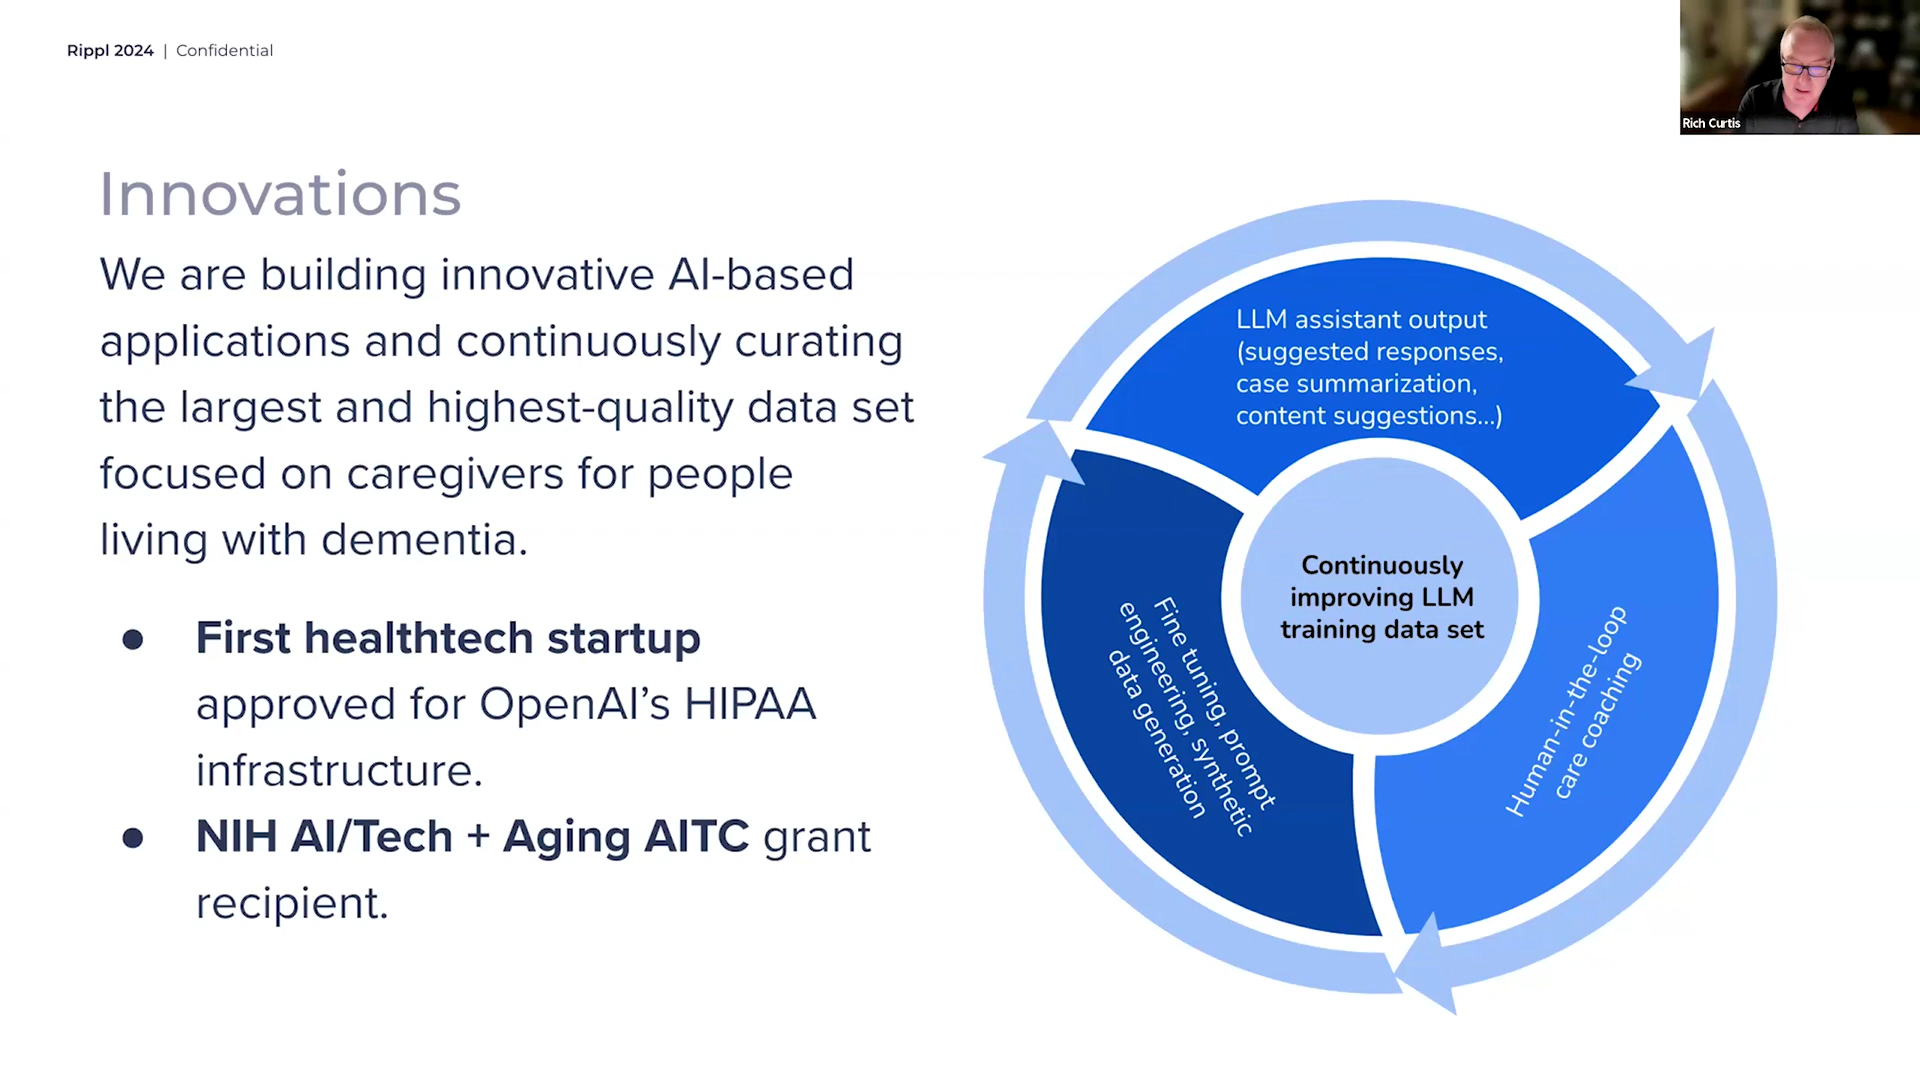 Rippl 2024 | Confidential
Rich Curtis
Innovations
We are building innovative AI-based
applications and continuously curating
the largest and highest-quality data set
focused on caregivers for people
living with dementia.
● First healthtech startup
approved for OpenAI’s HIPAA
infrastructure.
● NIH AI/Tech + Aging AITC grant
recipient.
LLM assistant output
(suggested responses,
case summarization,
content suggestions...)
Continuously
improving LLM
training data set
Human-in-the-loop
care coaching
Fine tuning, prompt
engineering, synthetic
data generation